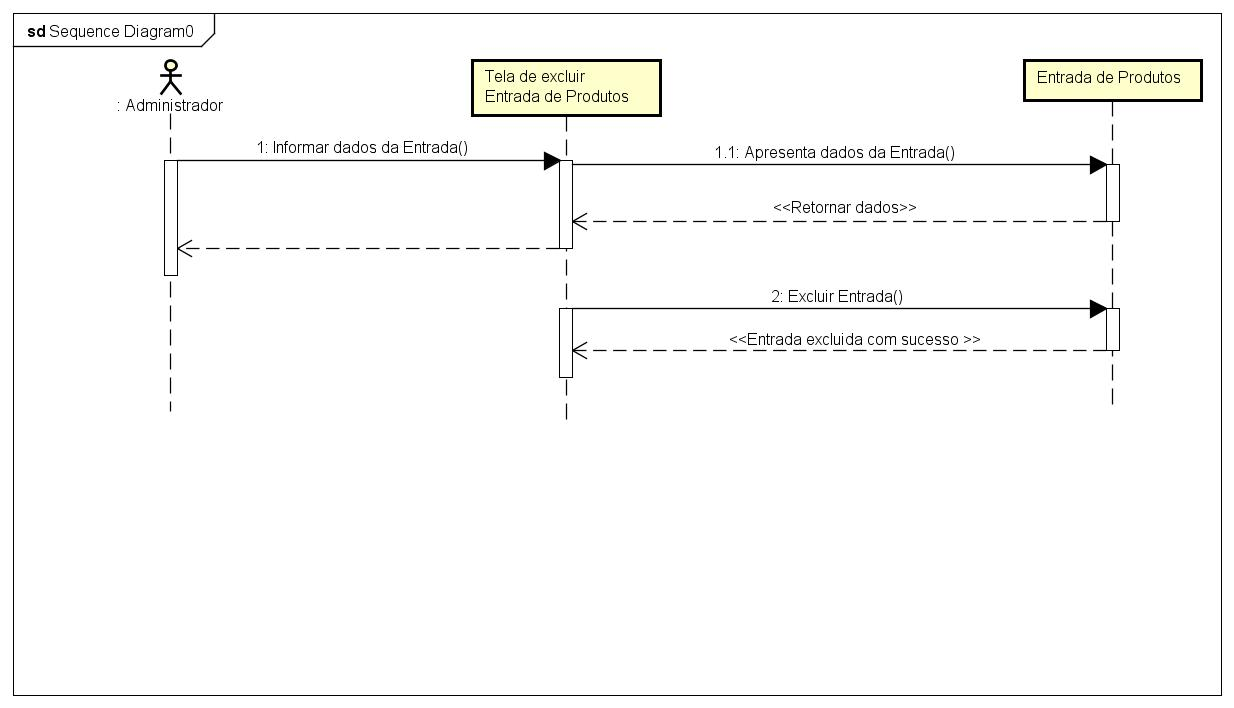 sd Sequence Diagram0
: Administrador
Tela de excluir
Entrada de Produtos
Entrada de Produtos
1: Informar dados da Entrada()
1.1: Apresenta dados da Entrada()
<<Retornar dados>>
2: Excluir Entrada()
<<Entrada excluida com sucesso >>